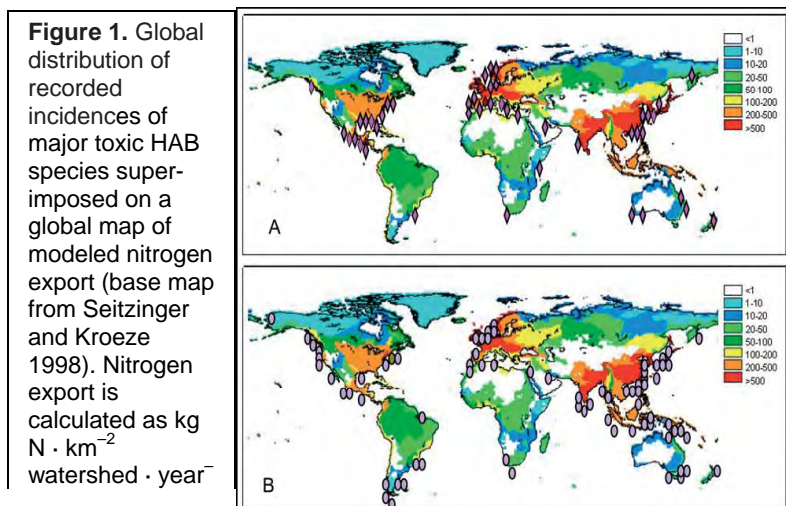 Figure 1. Global
distribution of
recorded
incidences of
major toxic HAB
species super-
imposed on a
global map of
modeled nitrogen
export (base map
from Seitzinger
and Kroeze
1998). Nitrogen
export is
calculated as kg
N · km⁻²
watershed · year⁻
<1
1-10
10-20
20-50
50-100
100-200
200-500
>500
A
<1
1-10
10-20
20-50
50-100
100-200
200-500
>500
B